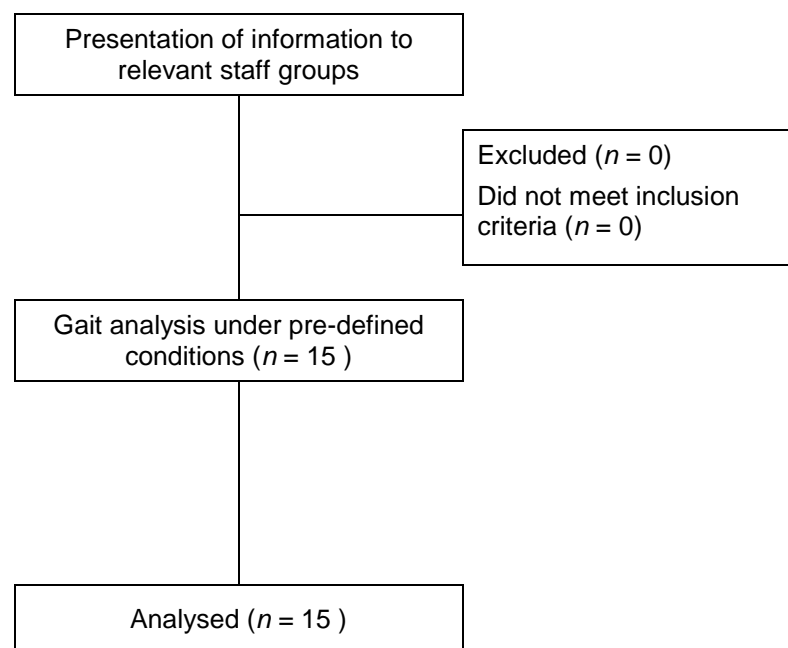 Presentation of information to
relevant staff groups
Excluded (n = 0)
Did not meet inclusion
criteria (n = 0)
Gait analysis under pre-defined
conditions (n = 15 )
Analysed (n = 15 )